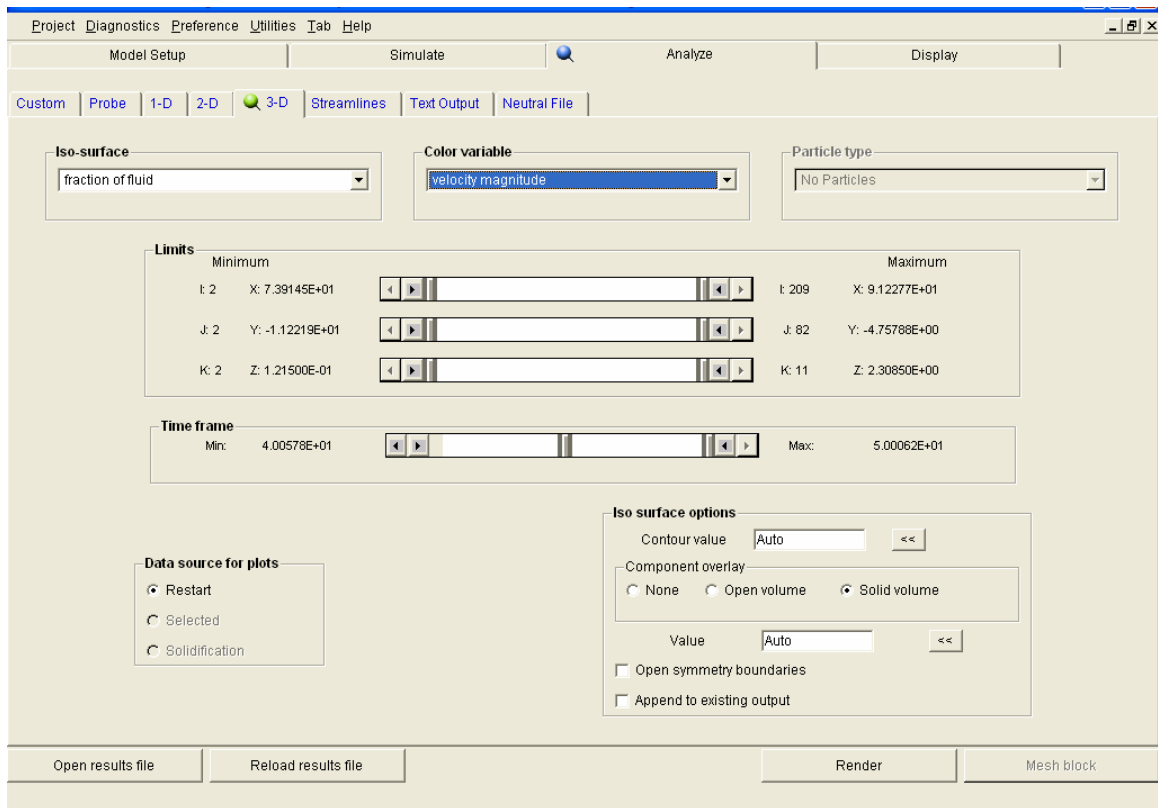 Project Diagnostics Preference Utilities Tab Help
Model Setup Simulate Analyze Display
Custom Probe 1-D 2-D 3-D Streamlines Text Output Neutral File
Iso-surface Color variable Particle type
fraction of fluid velocity magnitude No Particles
Limits
Minimum Maximum
I: 2 X: 7.39145E+01 I: 209 X: 9.12277E+01
J: 2 Y: -1.12219E+01 J: 82 Y: -4.75788E+00
K: 2 Z: 1.21500E-01 K: 11 Z: 2.30850E+00
Time frame
Min: 4.00578E+01 Max: 5.00062E+01
Data source for plots
Restart
Selected
Solidification
Iso surface options
Contour value Auto <<
Component overlay
None Open volume Solid volume
Value Auto <<
Open symmetry boundaries
Append to existing output
Open results file Reload results file Render Mesh block